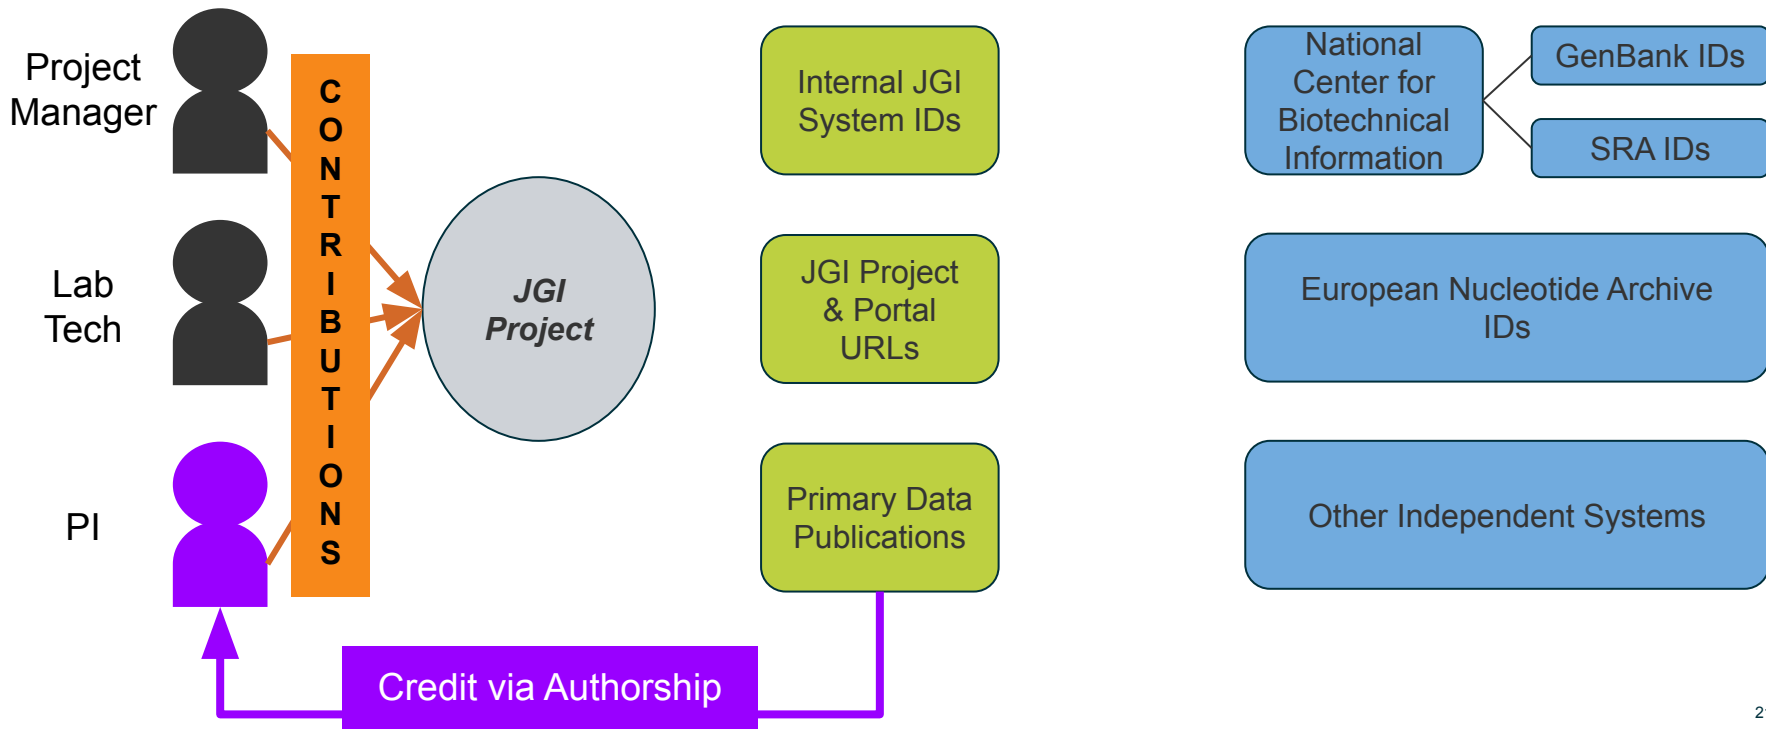 Project
Manager
Lab
Tech
PI
CONTRIBUTIONS
JGI
Project
Internal JGI
System IDs
JGI Project
& Portal
URLs
Primary Data
Publications
Credit via Authorship
National
Center for
Biotechnical
Information
GenBank IDs
SRA IDs
European Nucleotide Archive
IDs
Other Independent Systems